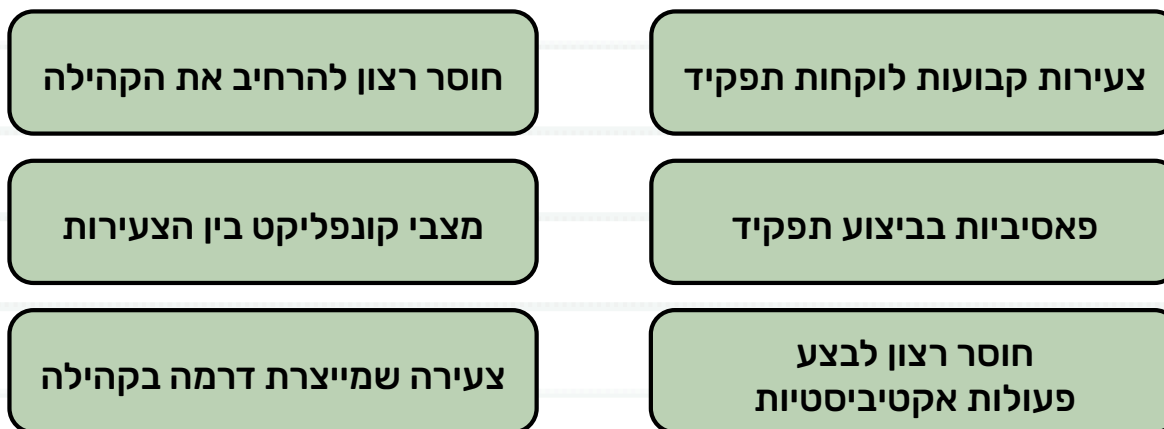 צעירות קבועות לוקחות תפקיד
חוסר רצון להרחיב את הקהילה
פאסיביות בביצוע תפקיד
מצבי קונפליקט בין הצעירות
חוסר רצון לבצע
פעולות אקטיביסטיות
צעירה שמייצרת דרמה בקהילה